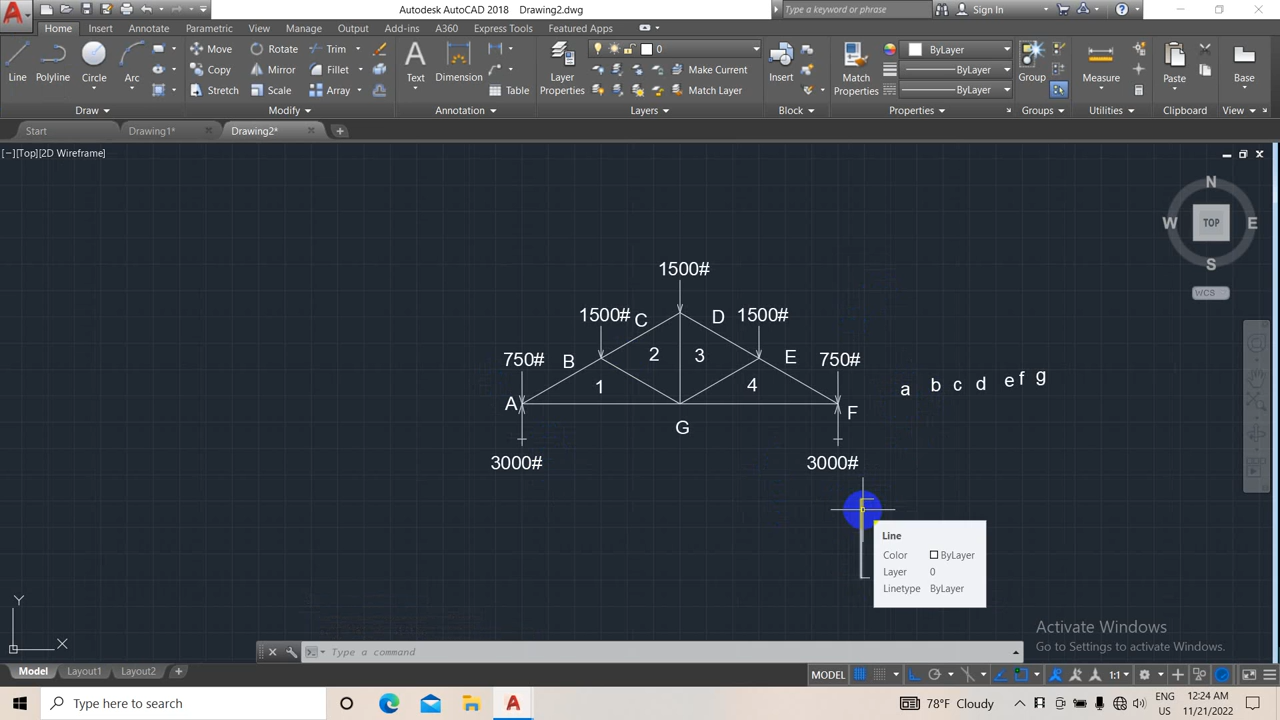 Autodesk AutoCAD 2018 Drawing2.dwg
Type a keyword or phrase
Sign In
Home Insert Annotate Parametric View Manage Output Add-ins A360 Express Tools Featured Apps
Line Polyline Circle Arc
Move Rotate Trim
Copy Mirror Fillet
Stretch Scale Array
Text Dimension Table
Layer Properties
0
Make Current
Match Layer
Insert
Match Properties
ByLayer
ByLayer
ByLayer
Group Measure Paste Base
Draw Modify Annotation Layers Block Properties Groups Utilities Clipboard View
Start Drawing1* Drawing2*
[−][Top][2D Wireframe]
N
W TOP E
S
WCS
1500#
1500# C D 1500#
750# B 2 3 E 750#
1 4
A F
G
a b c d e f g
3000# 3000#
Line
Color ByLayer
Layer 0
Linetype ByLayer
Y
X
Activate Windows
Go to Settings to activate Windows.
Type a command
Model Layout1 Layout2
MODEL 1:1
Type here to search
78°F Cloudy
ENG
US
12:24 AM
11/21/2022